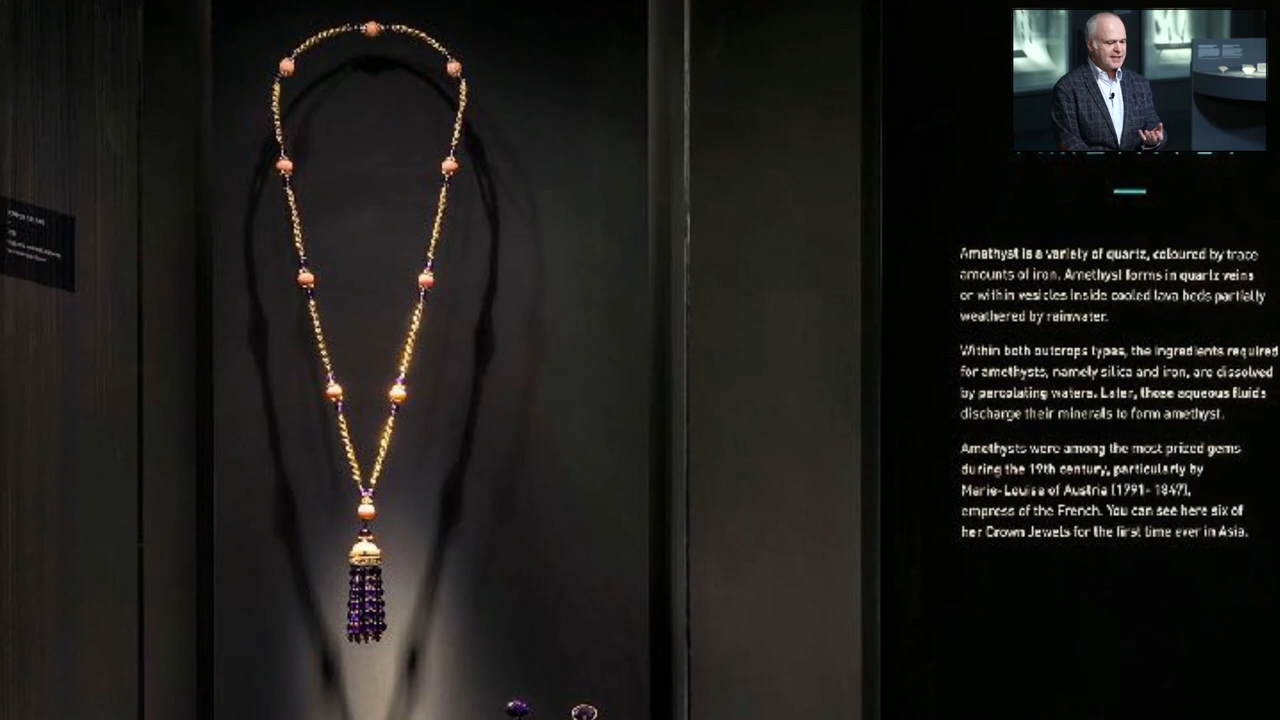 Amethyst is a variety of quartz, coloured by trace
amounts of iron. Amethyst forms in quartz veins
or within vesicles inside cooled lava beds partially
weathered by rainwater.
Within both outcrops types, the ingredients required
for amethysts, namely silica and iron, are dissolved
by percolating waters. Later, those aqueous fluids
discharge their minerals to form amethyst.
Amethysts were among the most prized gems
during the 19th century, particularly by
Marie-Louise of Austria (1791- 1847),
empress of the French. You can see here six of
her Crown Jewels for the first time ever in Asia.